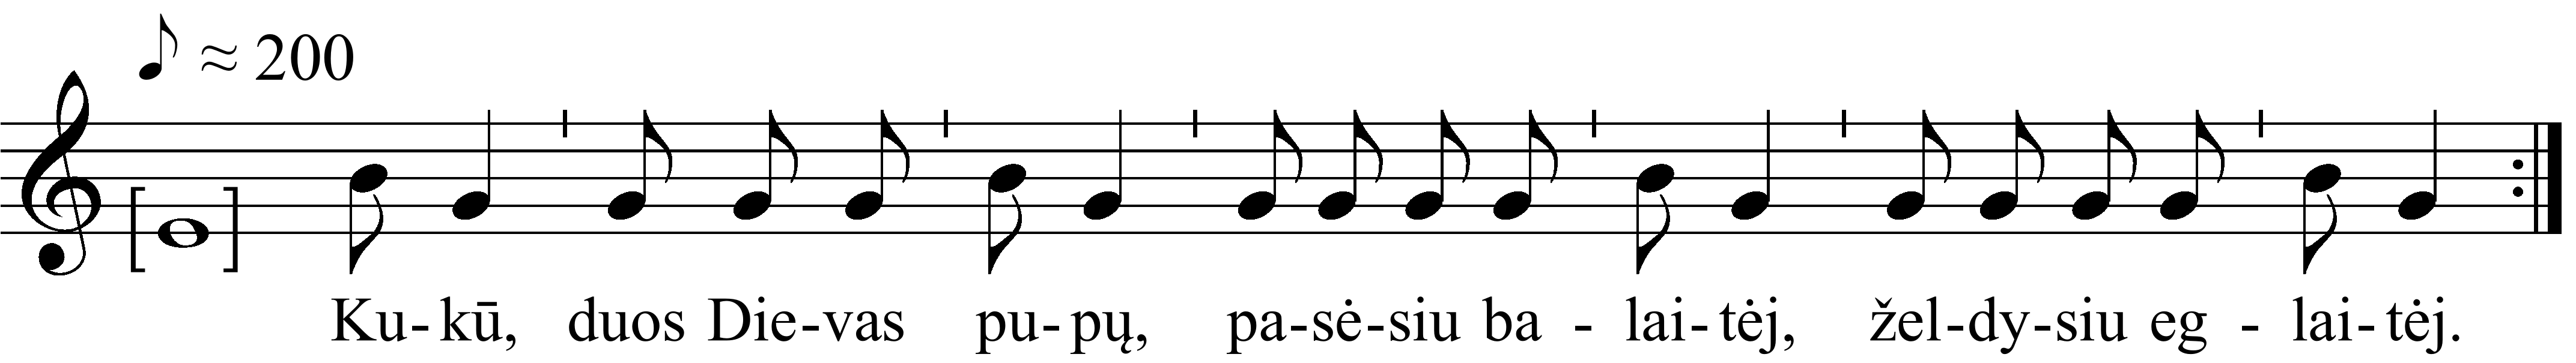 ♪ ≈ 200
Ku-kū, duos Die-vas pu-pų, pa-sė-siu ba - lai-tėj, žel-dy-siu eg - lai-tėj.